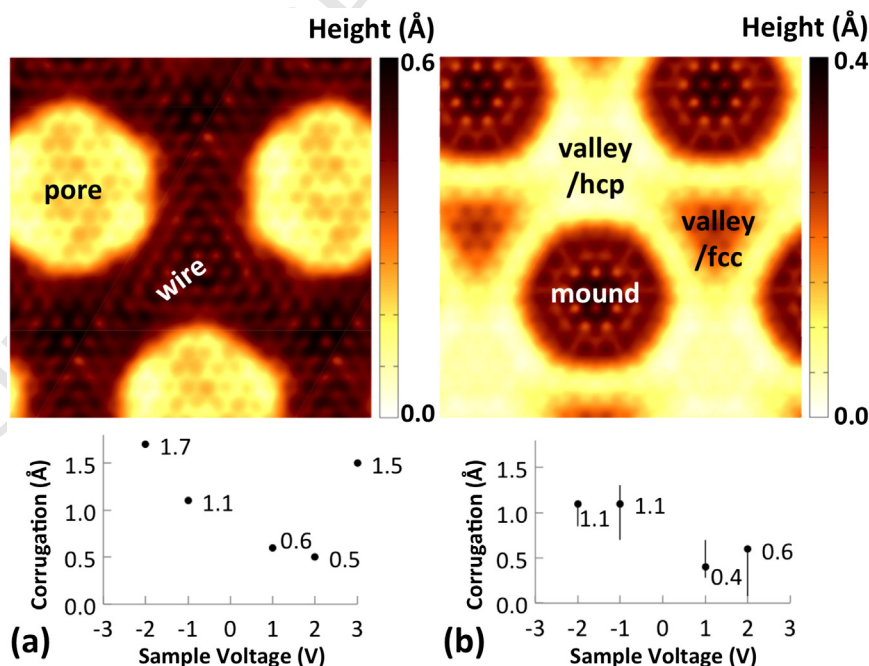 Height (Å)
0.6
0.0
pore
wire
Height (Å)
0.4
0.0
valley
/hcp
valley
/fcc
mound
Corrugation (Å)
1.5
1.0
0.5
0.0
1.7
1.1
0.6
0.5
1.5
-3 -2 -1 0 1 2 3
Sample Voltage (V)
(a)
Corrugation (Å)
1.5
1.0
0.5
0.0
1.1
1.1
0.4
0.6
-3 -2 -1 0 1 2 3
Sample Voltage (V)
(b)